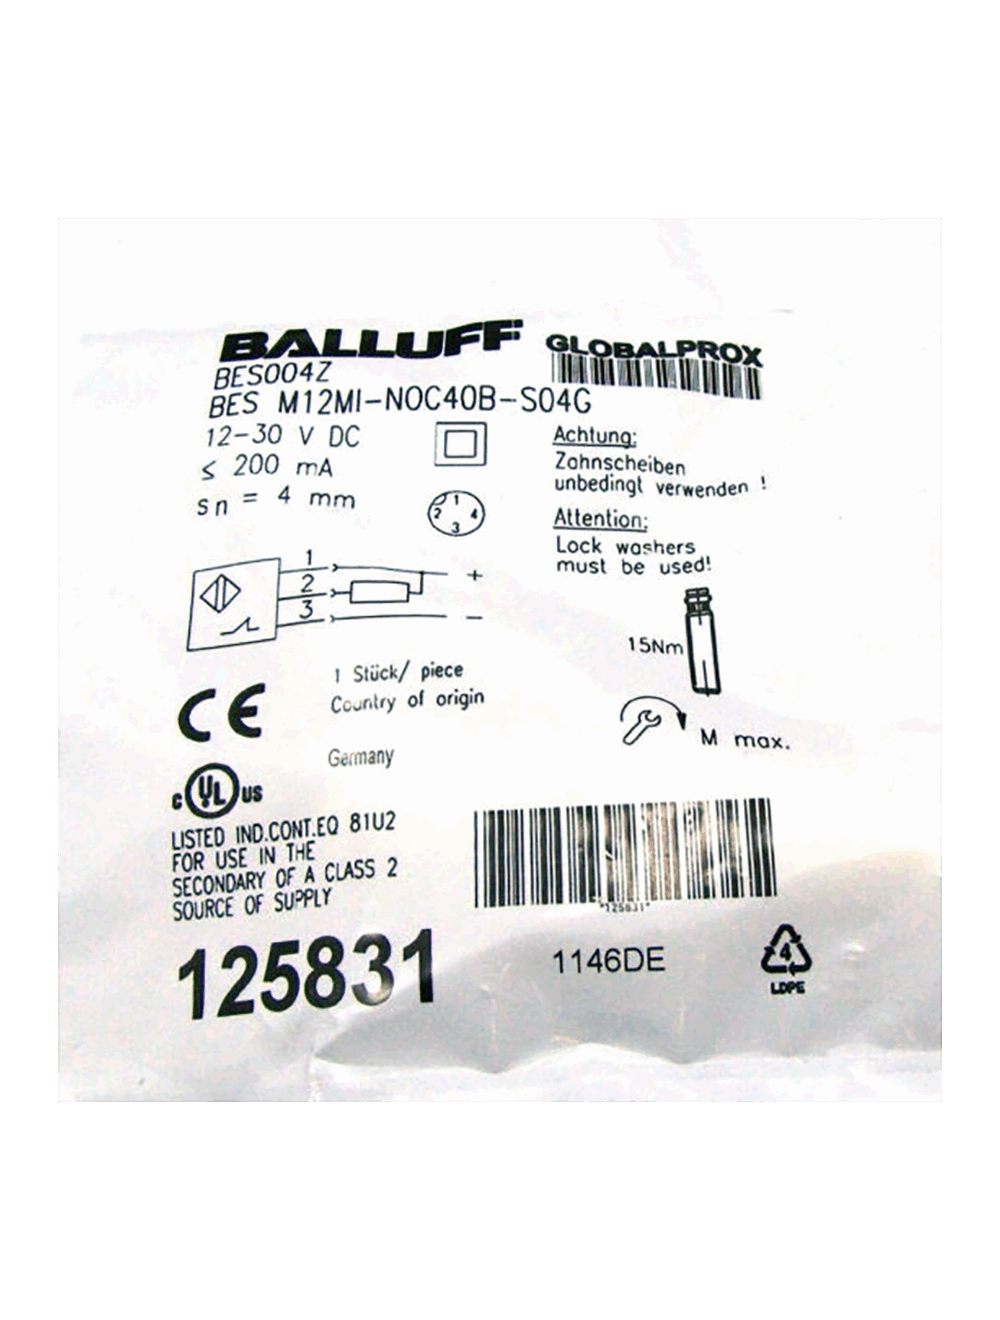 BALLUFF
GLOBALPROX
BES004Z
BES M12MI-NOC40B-S04G
12-30 V DC
≤ 200 mA
sn = 4 mm
1
2
4
3
Achtung:
Zahnscheiben
unbedingt verwenden !
Attention:
Lock washers
must be used!
1
2
3
+
-
15Nm
M max.
1 Stück/ piece
Country of origin
Germany
CE
c UL US
LISTED IND.CONT.EQ 81U2
FOR USE IN THE
SECONDARY OF A CLASS 2
SOURCE OF SUPPLY
*125831*
125831
1146DE
4
LDPE